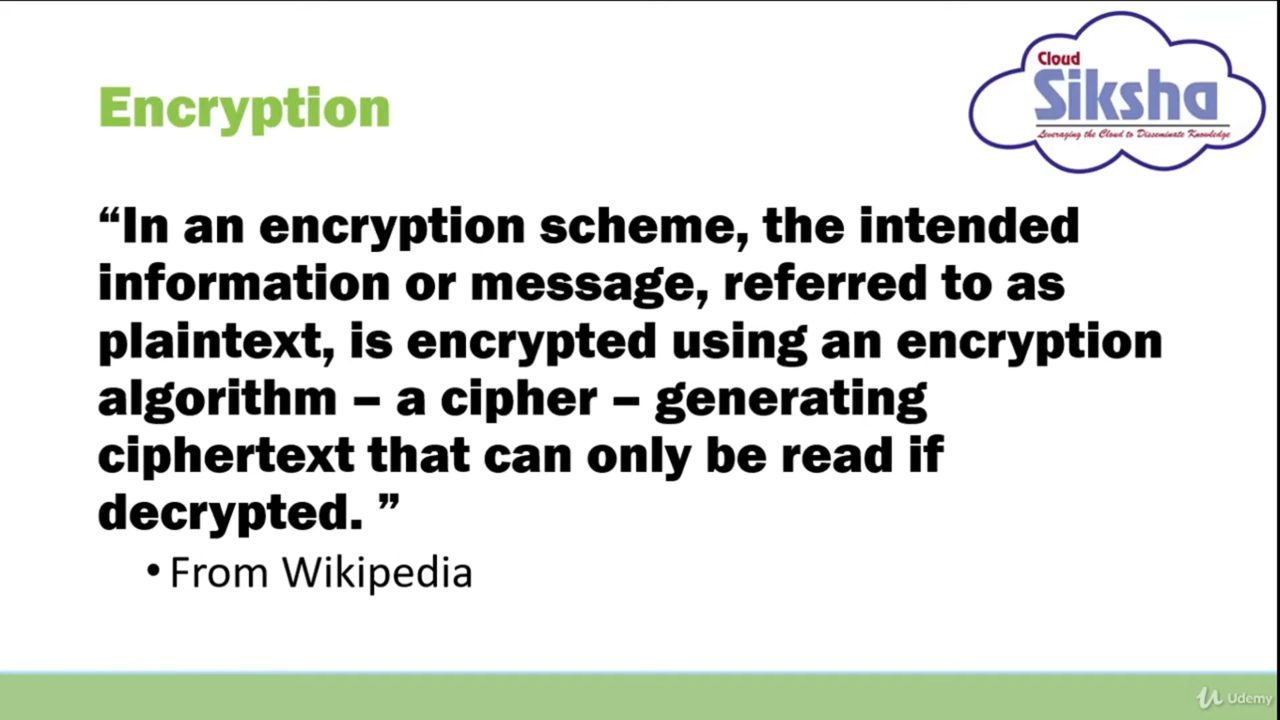 Cloud
Siksha
Leveraging the Cloud to Disseminate Knowledge
Encryption
“In an encryption scheme, the intended
information or message, referred to as
plaintext, is encrypted using an encryption
algorithm – a cipher – generating
ciphertext that can only be read if
decrypted. ”
• From Wikipedia
Udemy